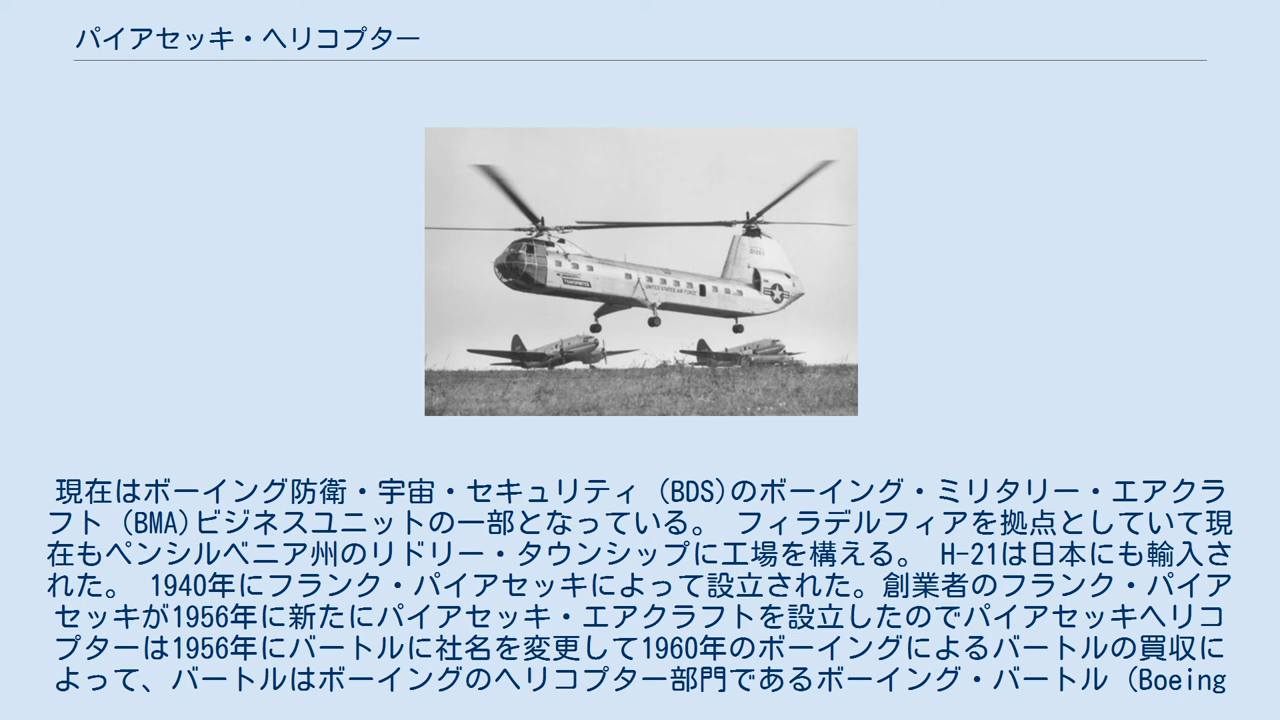 パイアセッキ・ヘリコプター
UNITED STATES AIR FORCE
現在はボーイング防衛・宇宙・セキュリティ (BDS)のボーイング・ミリタリー・エアクラ
フト (BMA)ビジネスユニットの一部となっている。 フィラデルフィアを拠点としていて現
在もペンシルベニア州のリドリー・タウンシップに工場を構える。 H-21は日本にも輸入さ
れた。 1940年にフランク・パイアセッキによって設立された。創業者のフランク・パイア
セッキが1956年に新たにパイアセッキ・エアクラフトを設立したのでパイアセッキヘリコ
プターは1956年にバートルに社名を変更して1960年のボーイングによるバートルの買収に
よって、バートルはボーイングのヘリコプター部門であるボーイング・バートル (Boeing